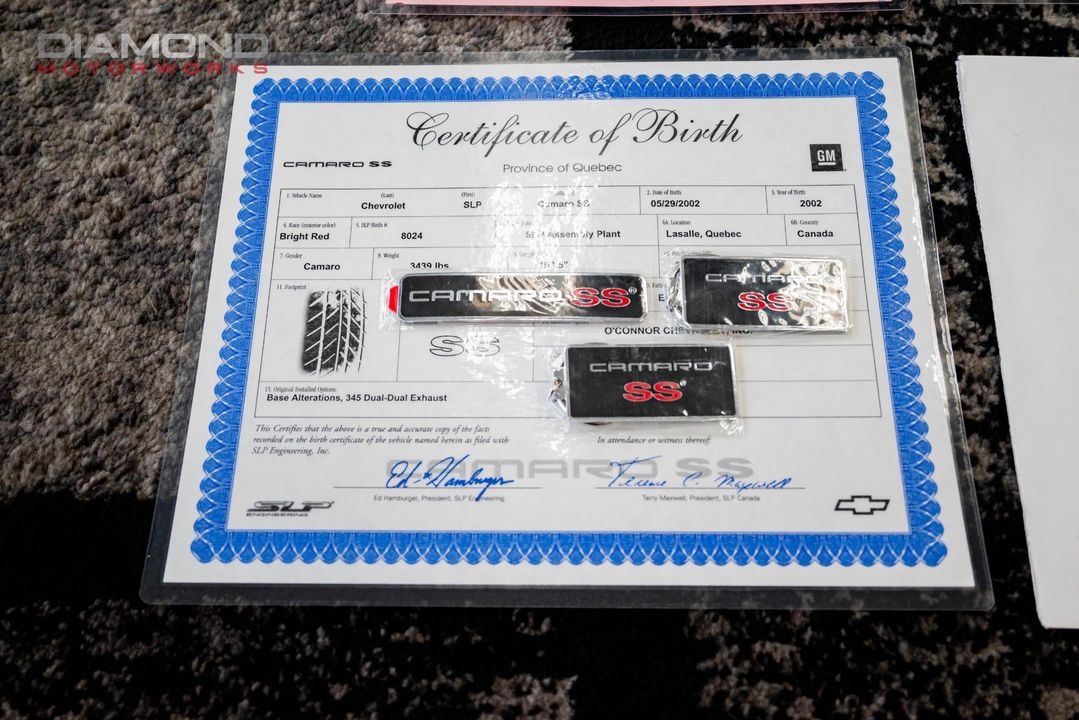 DIAMOND
MOTORWORKS
Certificate of Birth
CAMARO SS
Province of Quebec
GM
1. Vehicle Name (Last) (First) 2. Date of Birth 3. Year of Birth
Chevrolet SLP Camaro SS 05/29/2002 2002
4. Race (exterior color) 5. SLP Birth #: 6A. Location 6B. Country
Bright Red 8024 SLP Assembly Plant Lasalle, Quebec Canada
7. Gender 8. Weight
Camaro 3439 lbs
11. Footprint
CAMARO SS
CAMARO
SS
O'CONNOR CHEVROLET, INC.
SS
CAMARO
SS
15. Original Installed Options:
Base Alterations, 345 Dual-Dual Exhaust
This Certifies that the above is a true and accurate copy of the facts
recorded on the birth certificate of the vehicle named herein as filed with
SLP Engineering, Inc.
In attendance or witness thereof:
CAMARO SS
Ed Hamburger
Terence C. Maxwell
Ed Hamburger, President, SLP Engineering
Terry Maxwell, President, SLP Canada
SLP
ENGINEERING